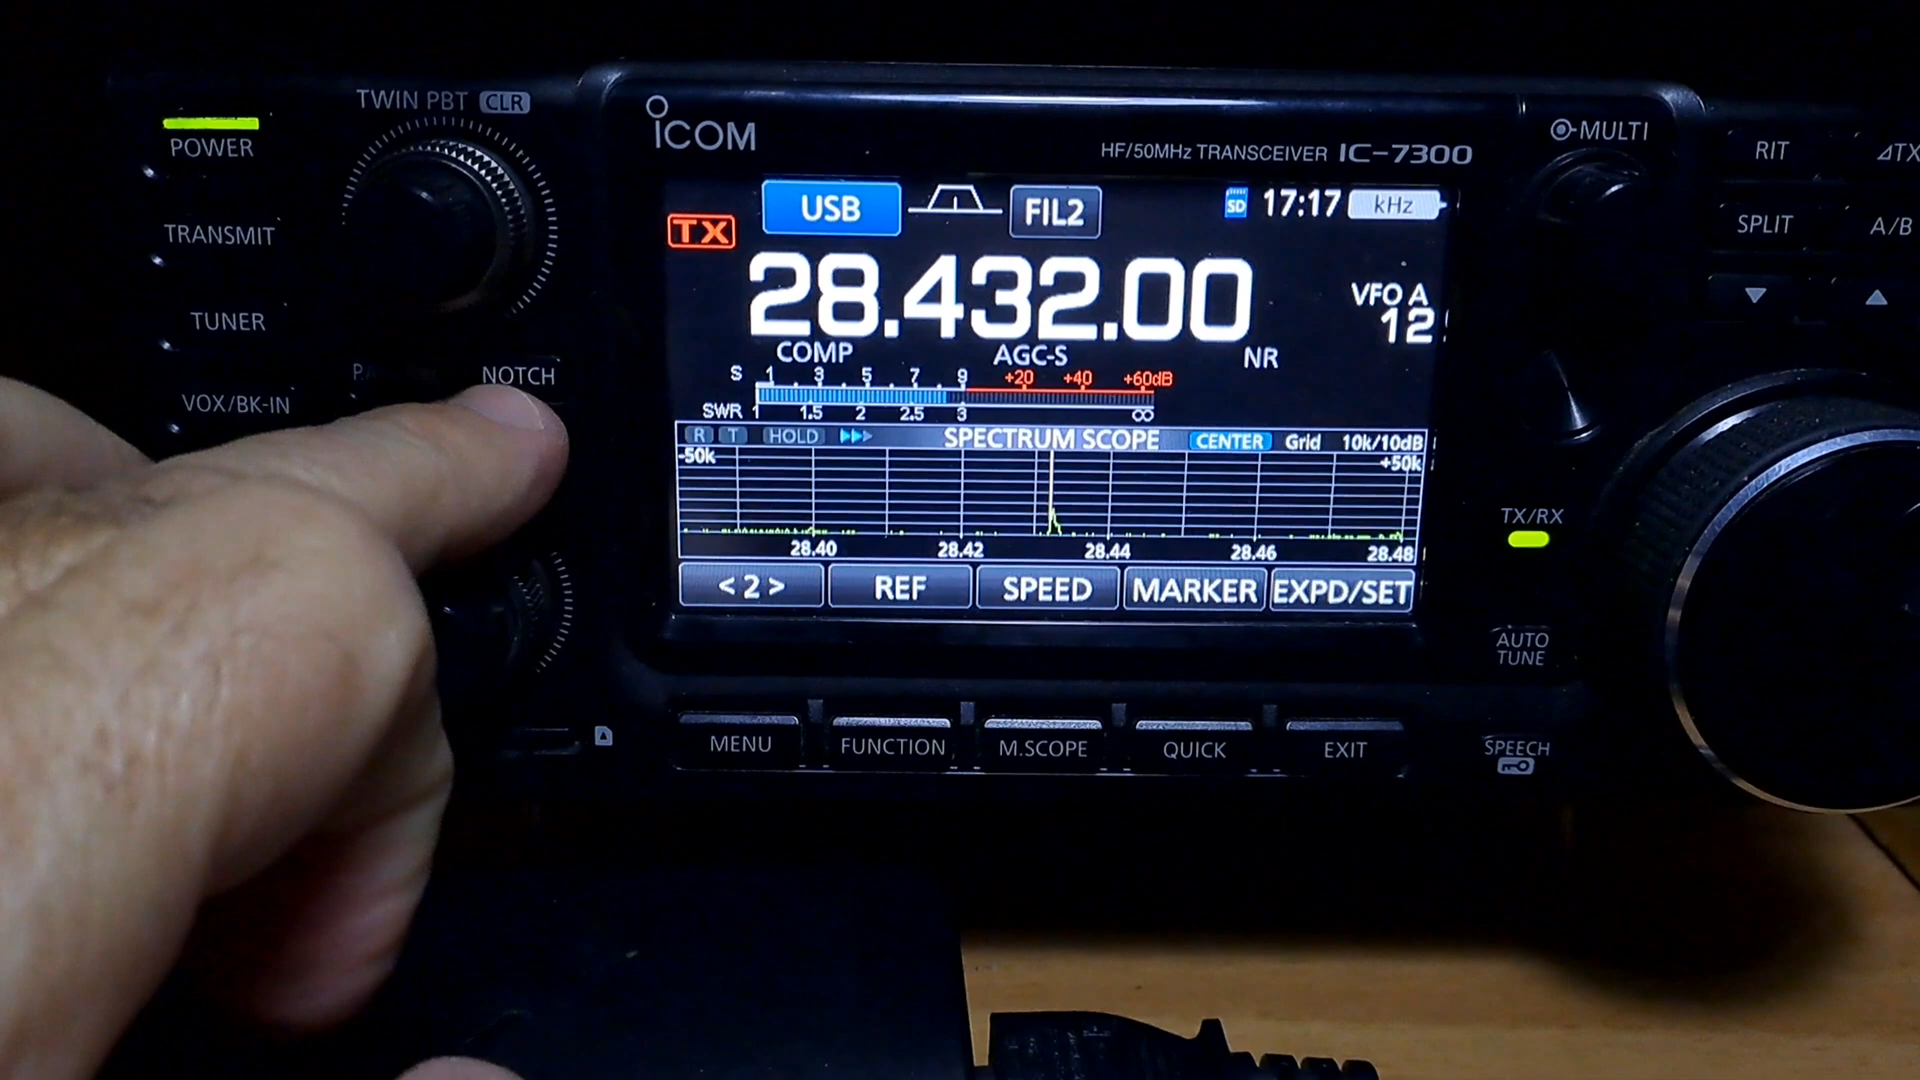 TWIN PBT CLR
POWER
TRANSMIT
TUNER
VOX/BK-IN
NOTCH
ICOM
HF/50MHz TRANSCEIVER IC-7300
TX USB FIL2 SD 17:17 kHz
28.432.00
VFO A
12
COMP AGC-S NR
S 1 3 5 7 9 +20 +40 +60dB
SWR 1 1.5 2 2.5 3 ∞
R T HOLD SPECTRUM SCOPE CENTER Grid 10k/10dB
-50k +50k
28.40 28.42 28.44 28.46 28.48
< 2 > REF SPEED MARKER EXPD/SET
MENU FUNCTION M.SCOPE QUICK EXIT
MULTI
RIT ⊿TX
SPLIT A/B
TX/RX
AUTO
TUNE
SPEECH